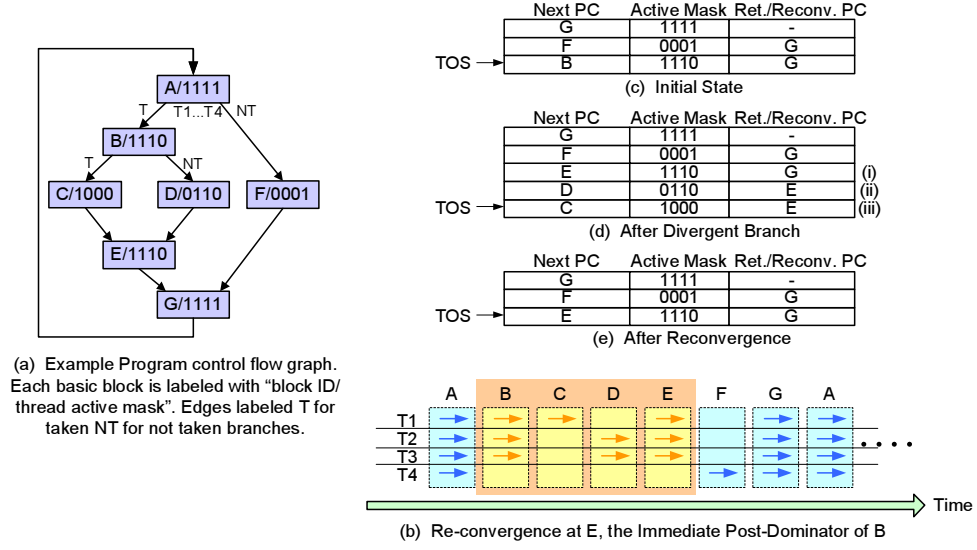 A/1111
T
T1...T4
NT
B/1110
T
NT
C/1000
D/0110
F/0001
E/1110
G/1111
(a) Example Program control flow graph.
Each basic block is labeled with “block ID/
thread active mask”. Edges labeled T for
taken NT for not taken branches.
Next PC Active Mask Ret./Reconv. PC
G 1111 -
F 0001 G
TOS B 1110 G
(c) Initial State
Next PC Active Mask Ret./Reconv. PC
G 1111 -
F 0001 G
E 1110 G (i)
D 0110 E (ii)
TOS C 1000 E (iii)
(d) After Divergent Branch
Next PC Active Mask Ret./Reconv. PC
G 1111 -
F 0001 G
TOS E 1110 G
(e) After Reconvergence
A B C D E F G A
T1
T2
T3
T4
Time
(b) Re-convergence at E, the Immediate Post-Dominator of B